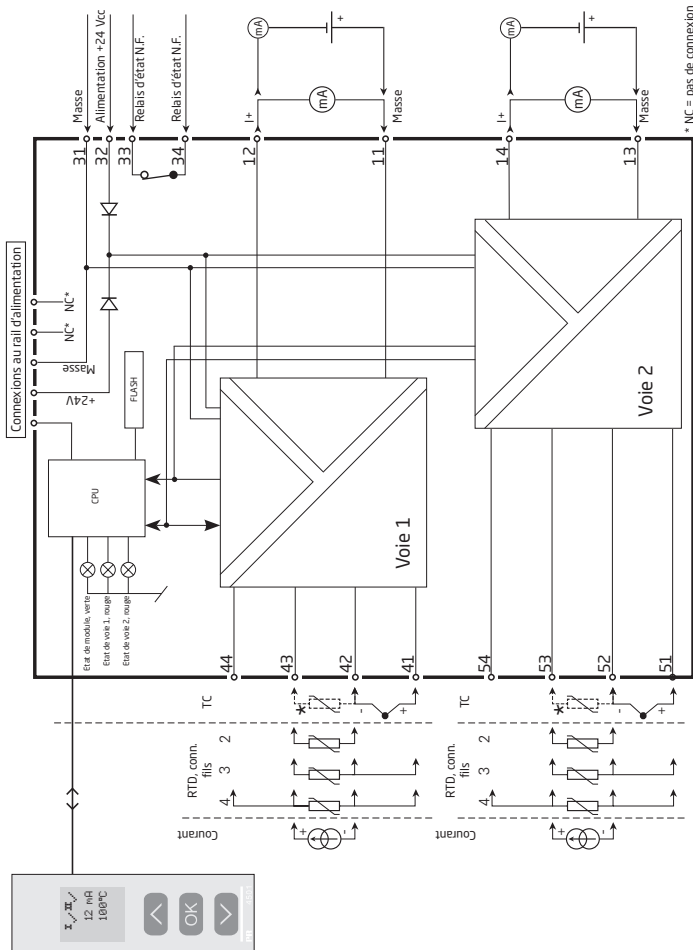 Connexions au rail d'alimentation
NC*
NC*
Masse
+24V
FLASH
CPU
Etat de module, verte
Etat de voie 1, rouge
Etat de voie 2, rouge
Masse
Alimentation +24 Vcc
Relais d'état N.F.
Relais d'état N.F.
31
32
33
34
12
11
14
13
I+
mA
mA
+
Masse
I+
mA
mA
+
Masse
* NC = pas de connexion
Voie 1
Voie 2
44
43
42
41
54
53
52
51
TC
*
-
+
RTD, conn.
fils
2
3
4
Courant
+
-
TC
*
-
+
RTD, conn.
fils
2
3
4
Courant
+
-
I II
12 mA
100°C
OK